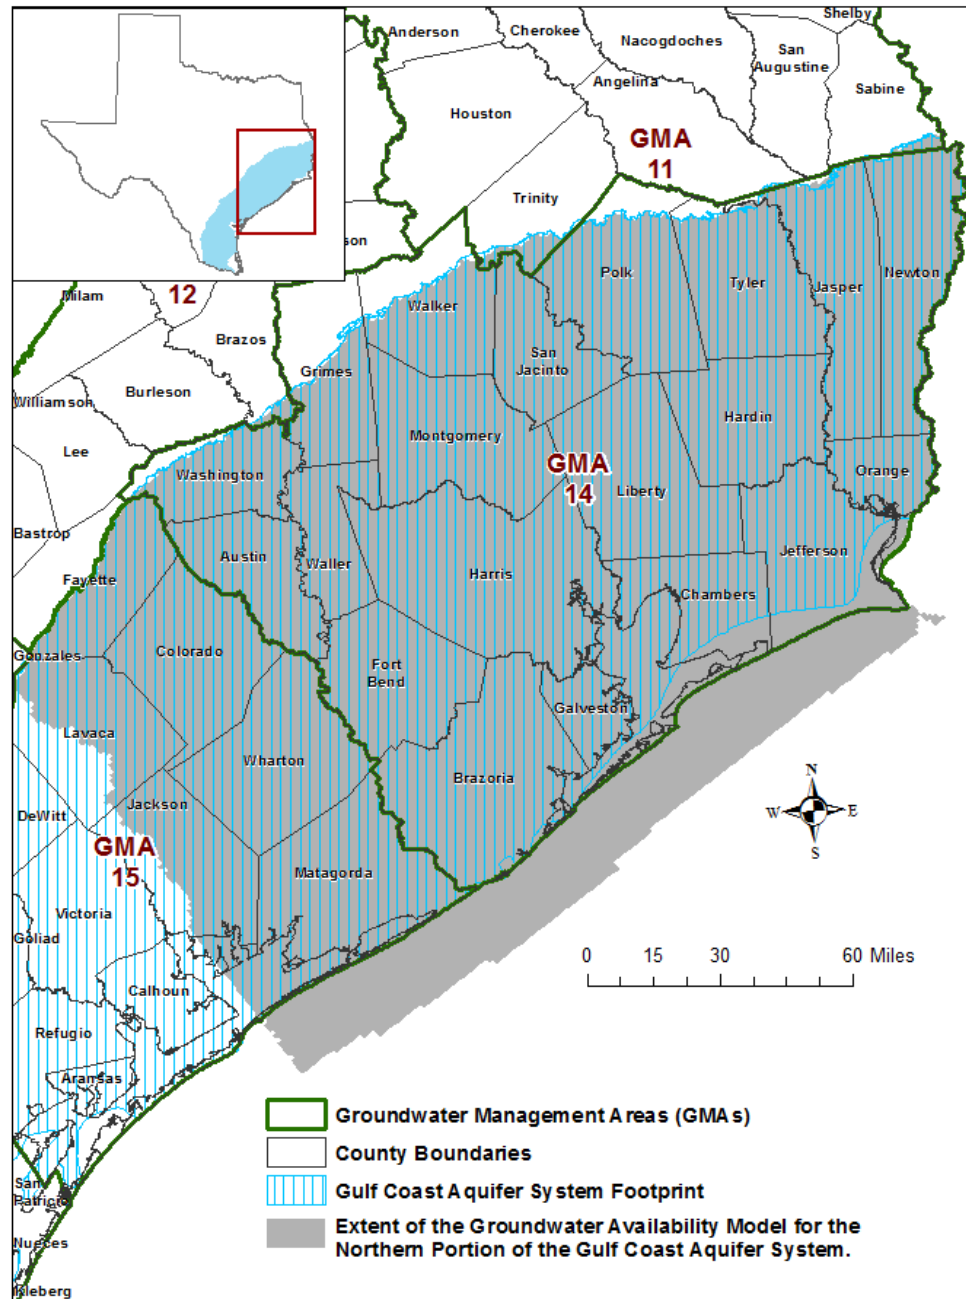 Shelby
Anderson
Cherokee
Nacogdoches
San
Augustine
Angelina
Sabine
Houston
GMA
11
Trinity
son
Polk
Newton
Tyler
Jasper
Milam
12
Walker
Brazos
San
Jacinto
Grimes
Burleson
Williamson
Hardin
Montgomery
Lee
GMA
14
Washington
Orange
Liberty
Bastrop
Austin
Jefferson
Waller
Harris
Fayette
Chambers
Colorado
Gonzales
Fort
Bend
Galveston
Lavaca
Wharton
Brazoria
N
W
E
S
Jackson
DeWitt
GMA
15
Matagorda
Victoria
Goliad
0 15 30 60 Miles
Calhoun
Refugio
Aransas
Groundwater Management Areas (GMAs)
County Boundaries
San
Patricio
Gulf Coast Aquifer System Footprint
Extent of the Groundwater Availability Model for the
Northern Portion of the Gulf Coast Aquifer System.
Nueces
Kleberg